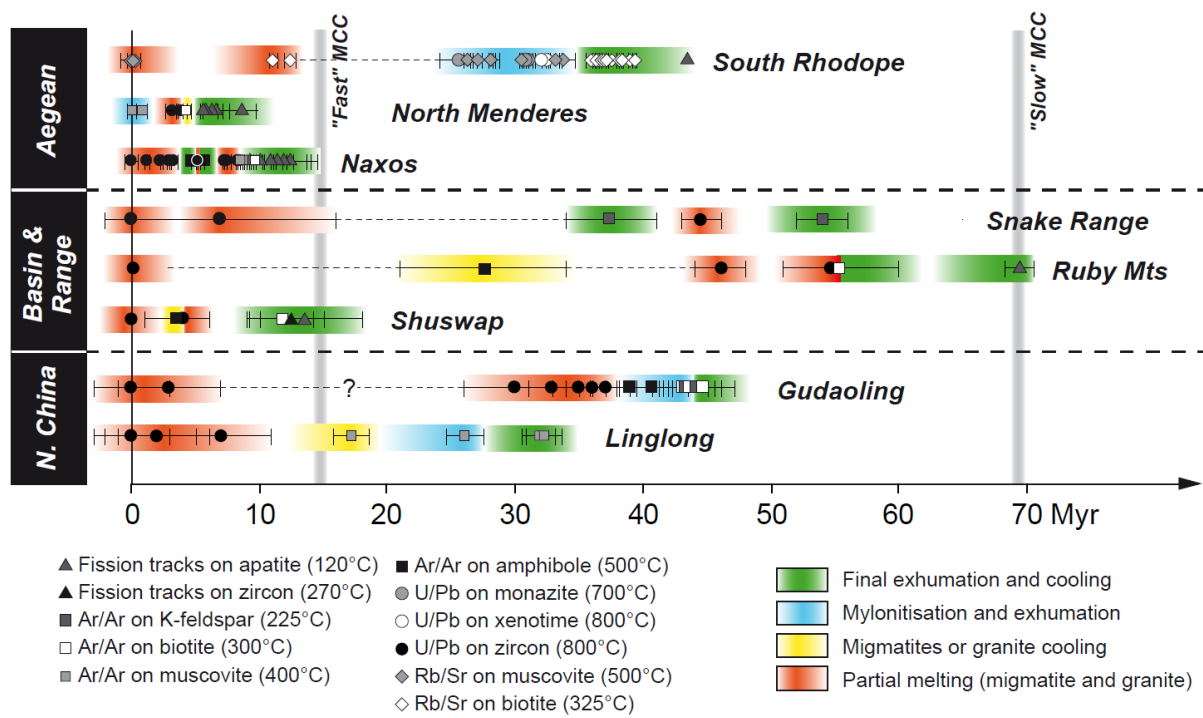 Aegean
Basin &
Range
N. China
"Fast" MCC
"Slow" MCC
South Rhodope
North Menderes
Naxos
Snake Range
Ruby Mts
Shuswap
?
Gudaoling
Linglong
0 10 20 30 40 50 60 70 Myr
Fission tracks on apatite (120°C)
Fission tracks on zircon (270°C)
Ar/Ar on K-feldspar (225°C)
Ar/Ar on biotite (300°C)
Ar/Ar on muscovite (400°C)
Ar/Ar on amphibole (500°C)
U/Pb on monazite (700°C)
U/Pb on xenotime (800°C)
U/Pb on zircon (800°C)
Rb/Sr on muscovite (500°C)
Rb/Sr on biotite (325°C)
Final exhumation and cooling
Mylonitisation and exhumation
Migmatites or granite cooling
Partial melting (migmatite and granite)